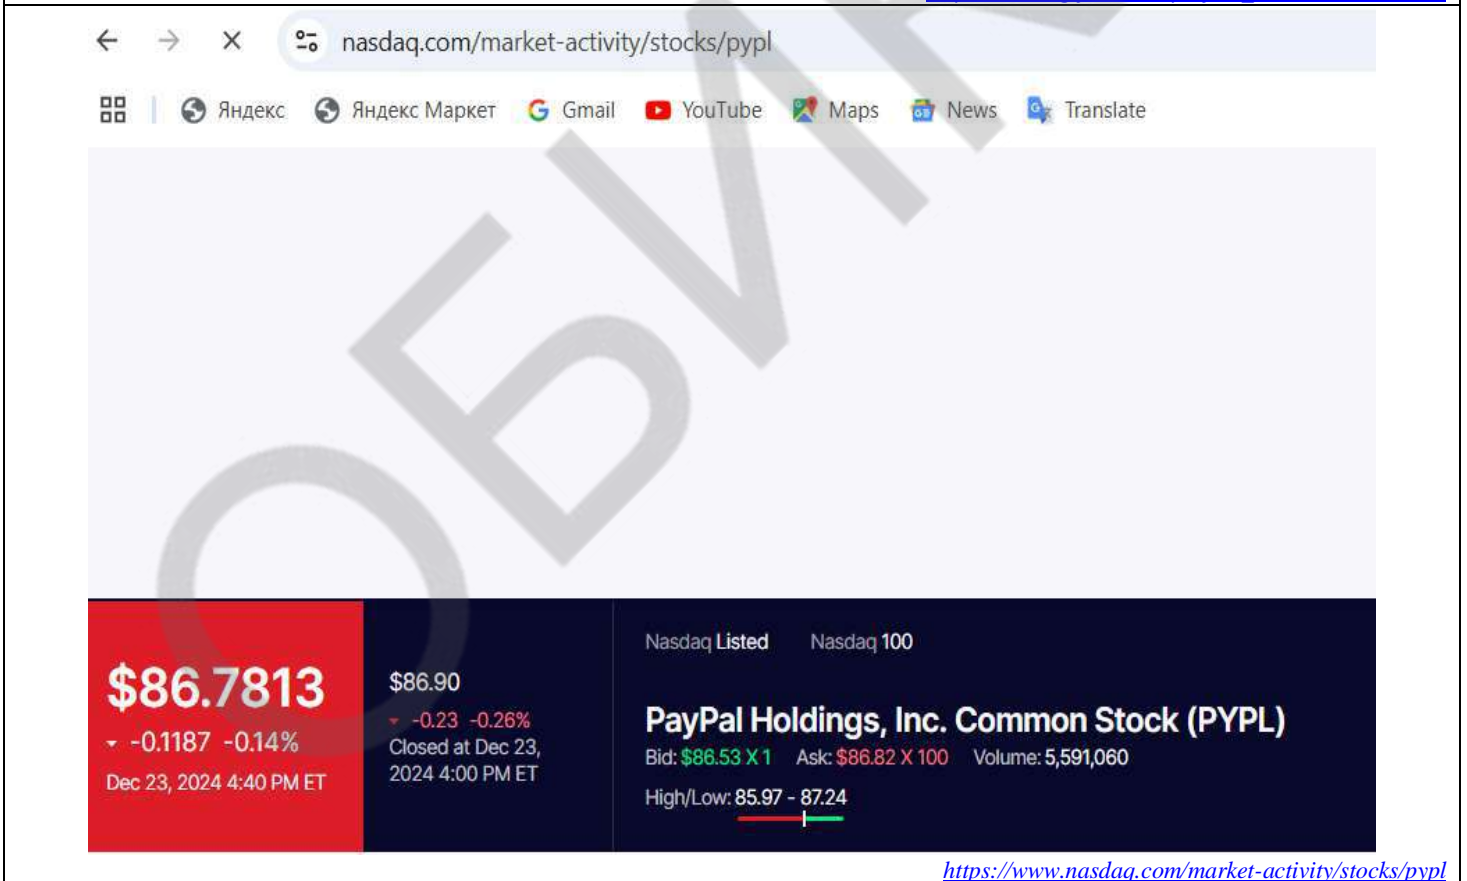 nasdaq.com/market-activity/stocks/pypl
Яндекс Яндекс Маркет Gmail YouTube Maps News Translate
Nasdaq Listed Nasdaq 100
$86.7813
-0.1187 -0.14%
Dec 23, 2024 4:40 PM ET
$86.90
-0.23 -0.26%
Closed at Dec 23,
2024 4:00 PM ET
PayPal Holdings, Inc. Common Stock (PYPL)
Bid: $86.53 X 1 Ask: $86.82 X 100 Volume: 5,591,060
High/Low: 85.97 - 87.24
https://www.nasdaq.com/market-activity/stocks/pypl
ОБИ